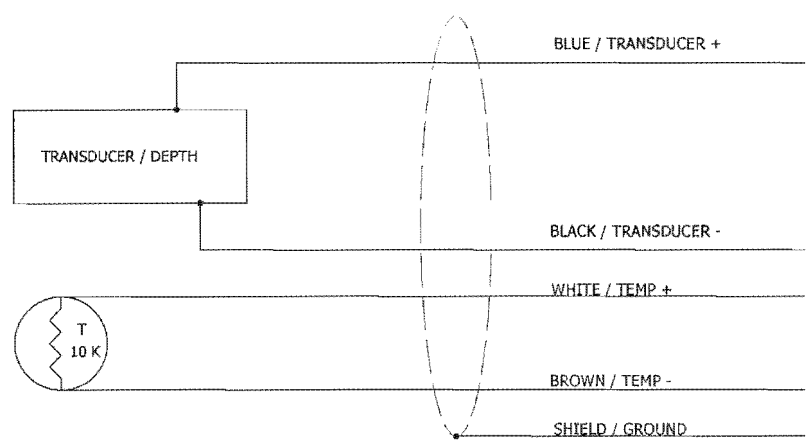 BLUE / TRANSDUCER +
TRANSDUCER / DEPTH
BLACK / TRANSDUCER -
WHITE / TEMP +
T
10 K
BROWN / TEMP -
SHIELD / GROUND